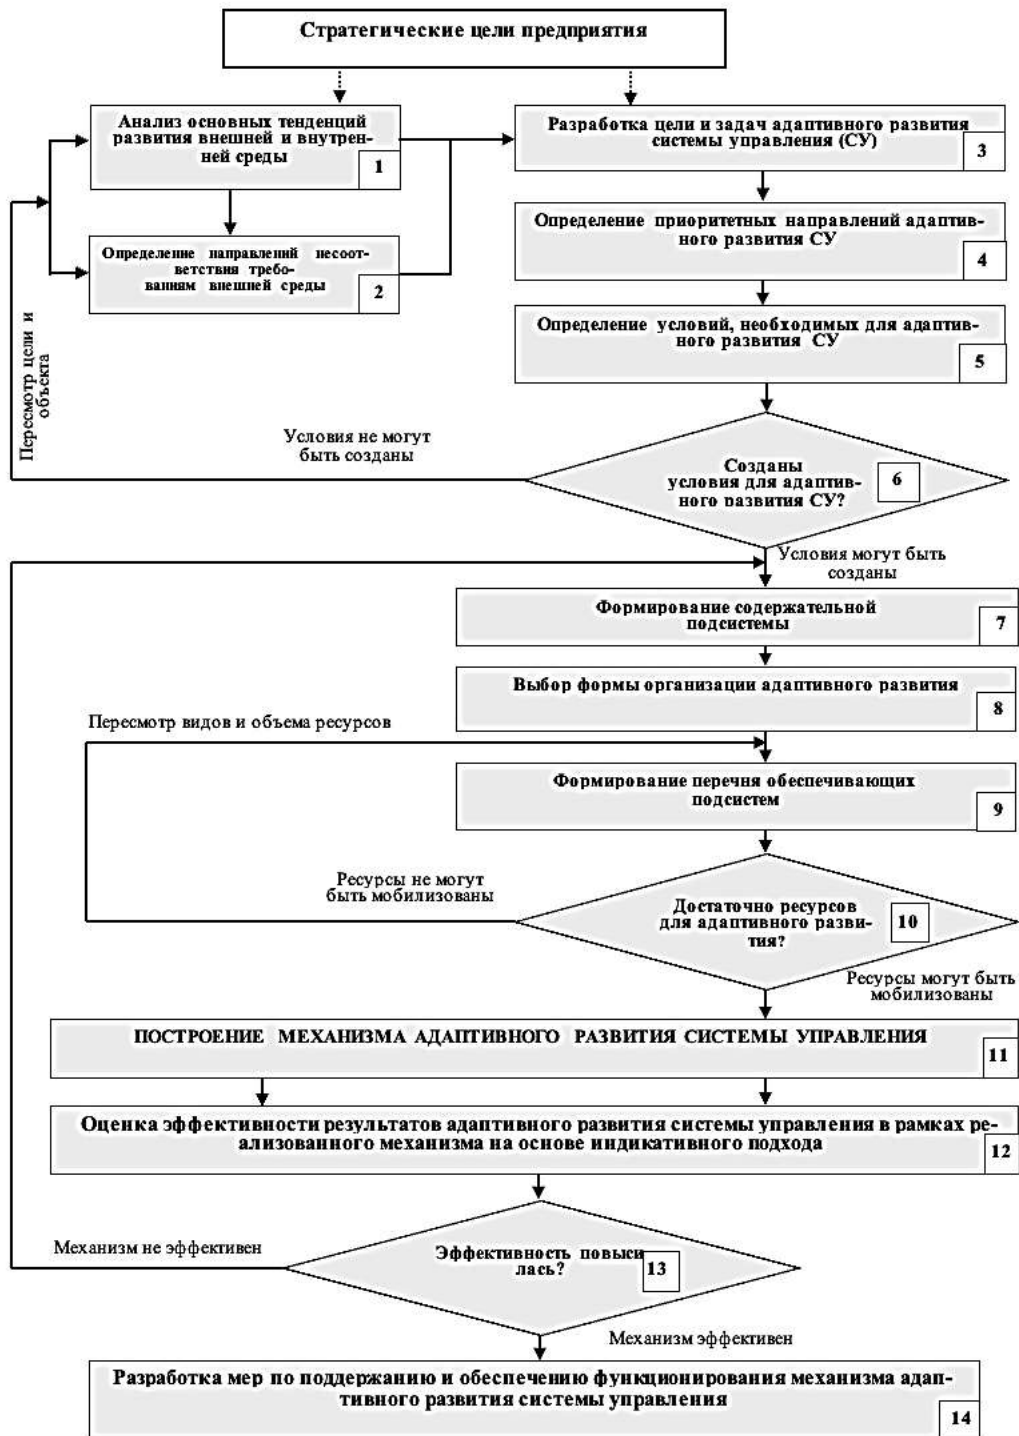 Стратегические цели предприятия
Анализ основных тенденций
развития внешней и внутрен-
ней среды
1
Разработка цели и задач адаптивного развития
системы управления (СУ)
3
Определение направлений несоот-
ветствия требо-
ваниям внешней среды
2
Определение приоритетных направлений адаптив-
ного развития СУ
4
Определение условий, необходимых для адаптив-
ного развития СУ
5
Пересмотр цели и
объекта
Условия не могут
быть созданы
Созданы
условия для адаптив-
ного развития СУ?
6
Условия могут быть
созданы
Формирование содержательной
подсистемы
7
Выбор формы организации адаптивного развития
8
Пересмотр видов и объема ресурсов
Формирование перечня обеспечивающих
подсистем
9
Ресурсы не могут
быть мобилизованы
Достаточно ресурсов
для адаптивного разви-
тия?
10
Ресурсы могут быть
мобилизованы
ПОСТРОЕНИЕ МЕХАНИЗМА АДАПТИВНОГО РАЗВИТИЯ СИСТЕМЫ УПРАВЛЕНИЯ
11
Оценка эффективности результатов адаптивного развития системы управления в рамках ре-
ализованного механизма на основе индикативного подхода
12
Механизм не эффективен
Эффективность повыси
лась?
13
Механизм эффективен
Разработка мер по поддержанию и обеспечению функционирования механизма адап-
тивного развития системы управления
14